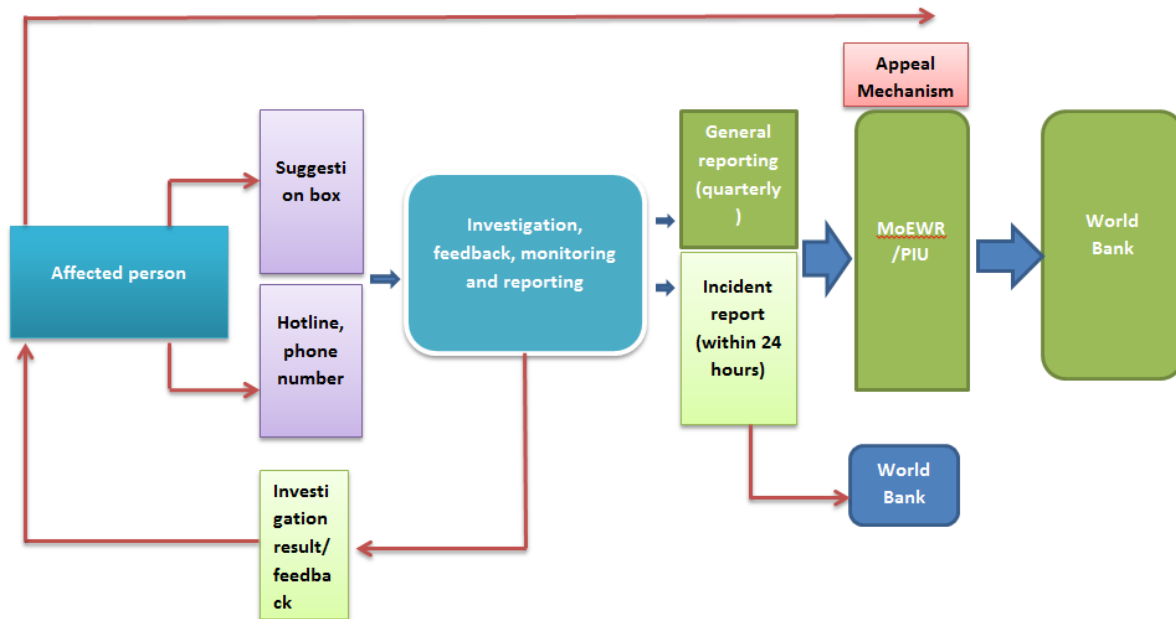 Appeal
Mechanism
Suggesti
on box
General
reporting
(quarterly
)
Investigation,
feedback, monitoring
and reporting
MoEWR
/PIU
World
Bank
Affected person
Hotline,
phone
number
Incident
report
(within 24
hours)
World
Bank
Investi
gation
result/
feedba
ck